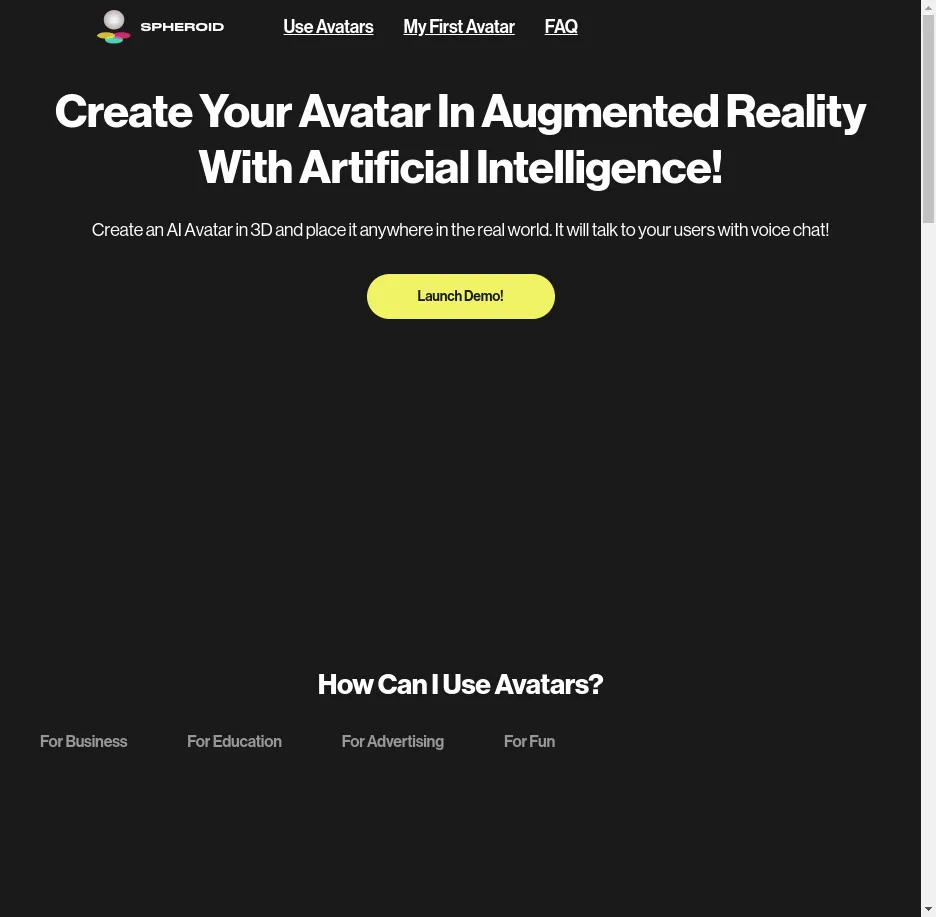 SPHEROID
Use Avatars
My First Avatar
FAQ
Create Your Avatar In Augmented Reality
With Artificial Intelligence!
Create an AI Avatar in 3D and place it anywhere in the real world. It will talk to your users with voice chat!
Launch Demo!
How Can I Use Avatars?
For Business
For Education
For Advertising
For Fun